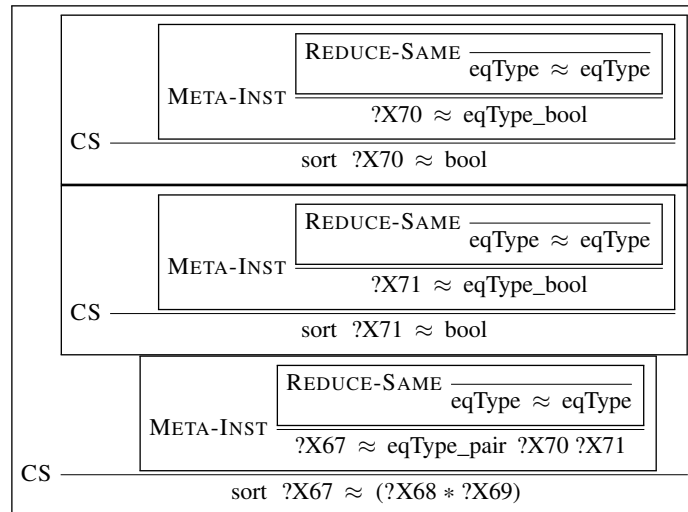 REDUCE-SAME
eqType ≈ eqType
META-INST
?X70 ≈ eqType_bool
CS
sort ?X70 ≈ bool
REDUCE-SAME
eqType ≈ eqType
META-INST
?X71 ≈ eqType_bool
CS
sort ?X71 ≈ bool
REDUCE-SAME
eqType ≈ eqType
META-INST
?X67 ≈ eqType_pair ?X70 ?X71
CS
sort ?X67 ≈ (?X68 * ?X69)